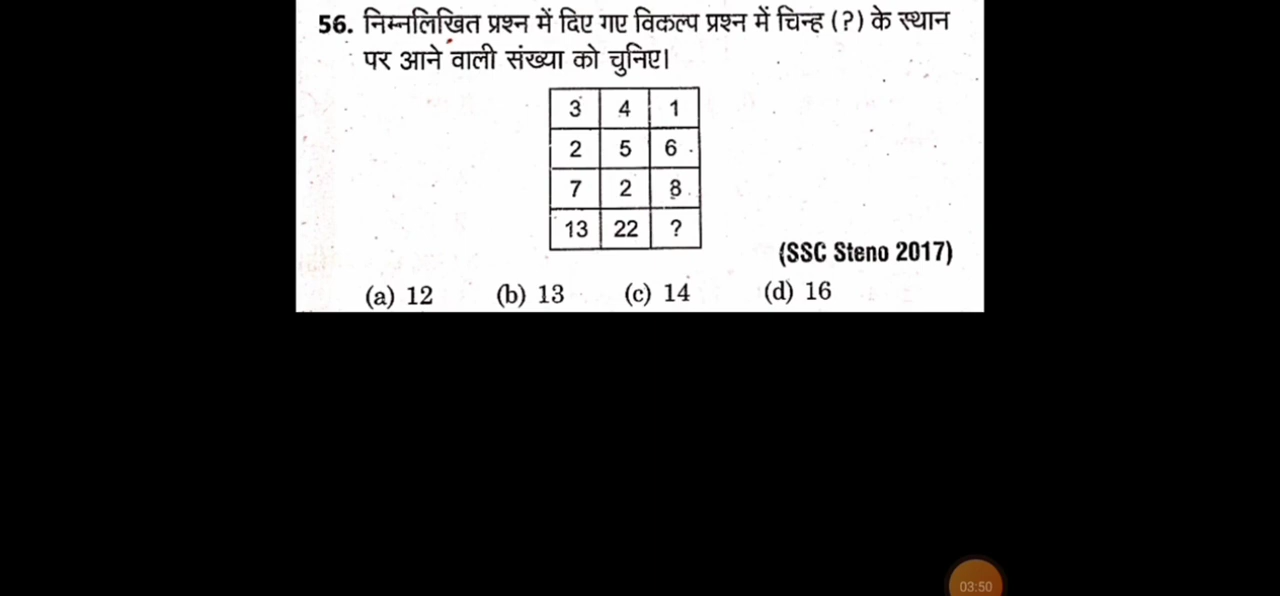 56. निम्नलिखित प्रश्न में दिए गए विकल्प प्रश्न में चिन्ह (?) के स्थान
पर आने वाली संख्या को चुनिए।
3 4 1
2 5 6
7 2 8
13 22 ?
(SSC Steno 2017)
(a) 12 (b) 13 (c) 14 (d) 16
03:50